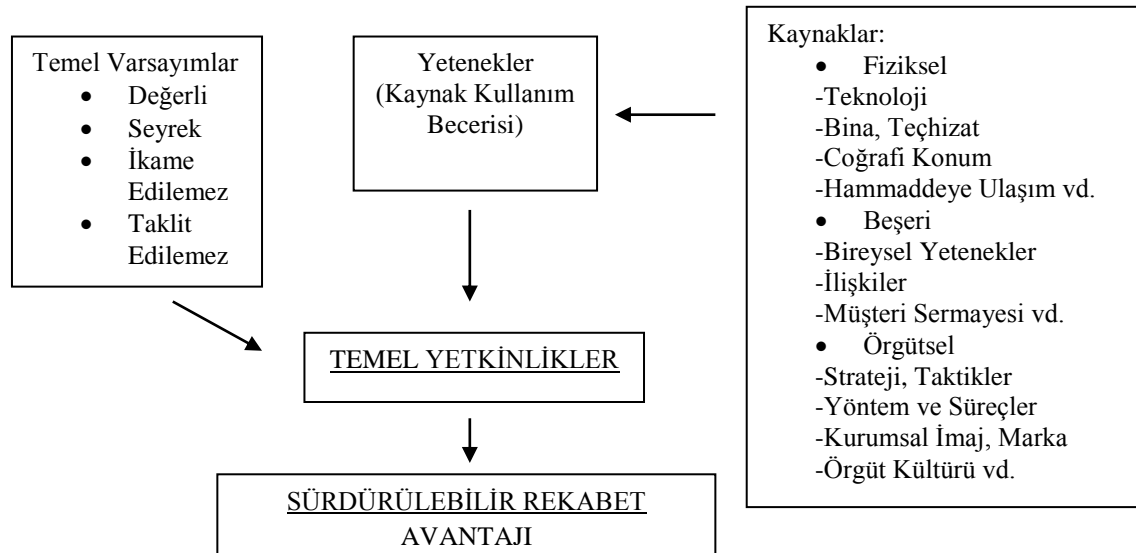 Temel Varsayımlar
• Değerli
• Seyrek
• İkame
Edilemez
• Taklit
Edilemez
Yetenekler
(Kaynak Kullanım
Becerisi)
Kaynaklar:
• Fiziksel
-Teknoloji
-Bina, Teçhizat
-Coğrafi Konum
-Hammaddeye Ulaşım vd.
• Beşeri
-Bireysel Yetenekler
-İlişkiler
-Müşteri Sermayesi vd.
• Örgütsel
-Strateji, Taktikler
-Yöntem ve Süreçler
-Kurumsal İmaj, Marka
-Örgüt Kültürü vd.
TEMEL YETKİNLİKLER
SÜRDÜRÜLEBİLİR REKABET
AVANTAJI